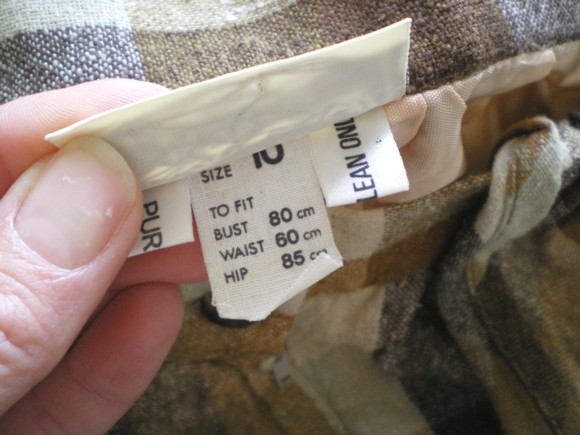 SIZE 10
TO FIT
BUST 80 cm
WAIST 60 cm
HIP 85 cm
PUR
LEAN ONL